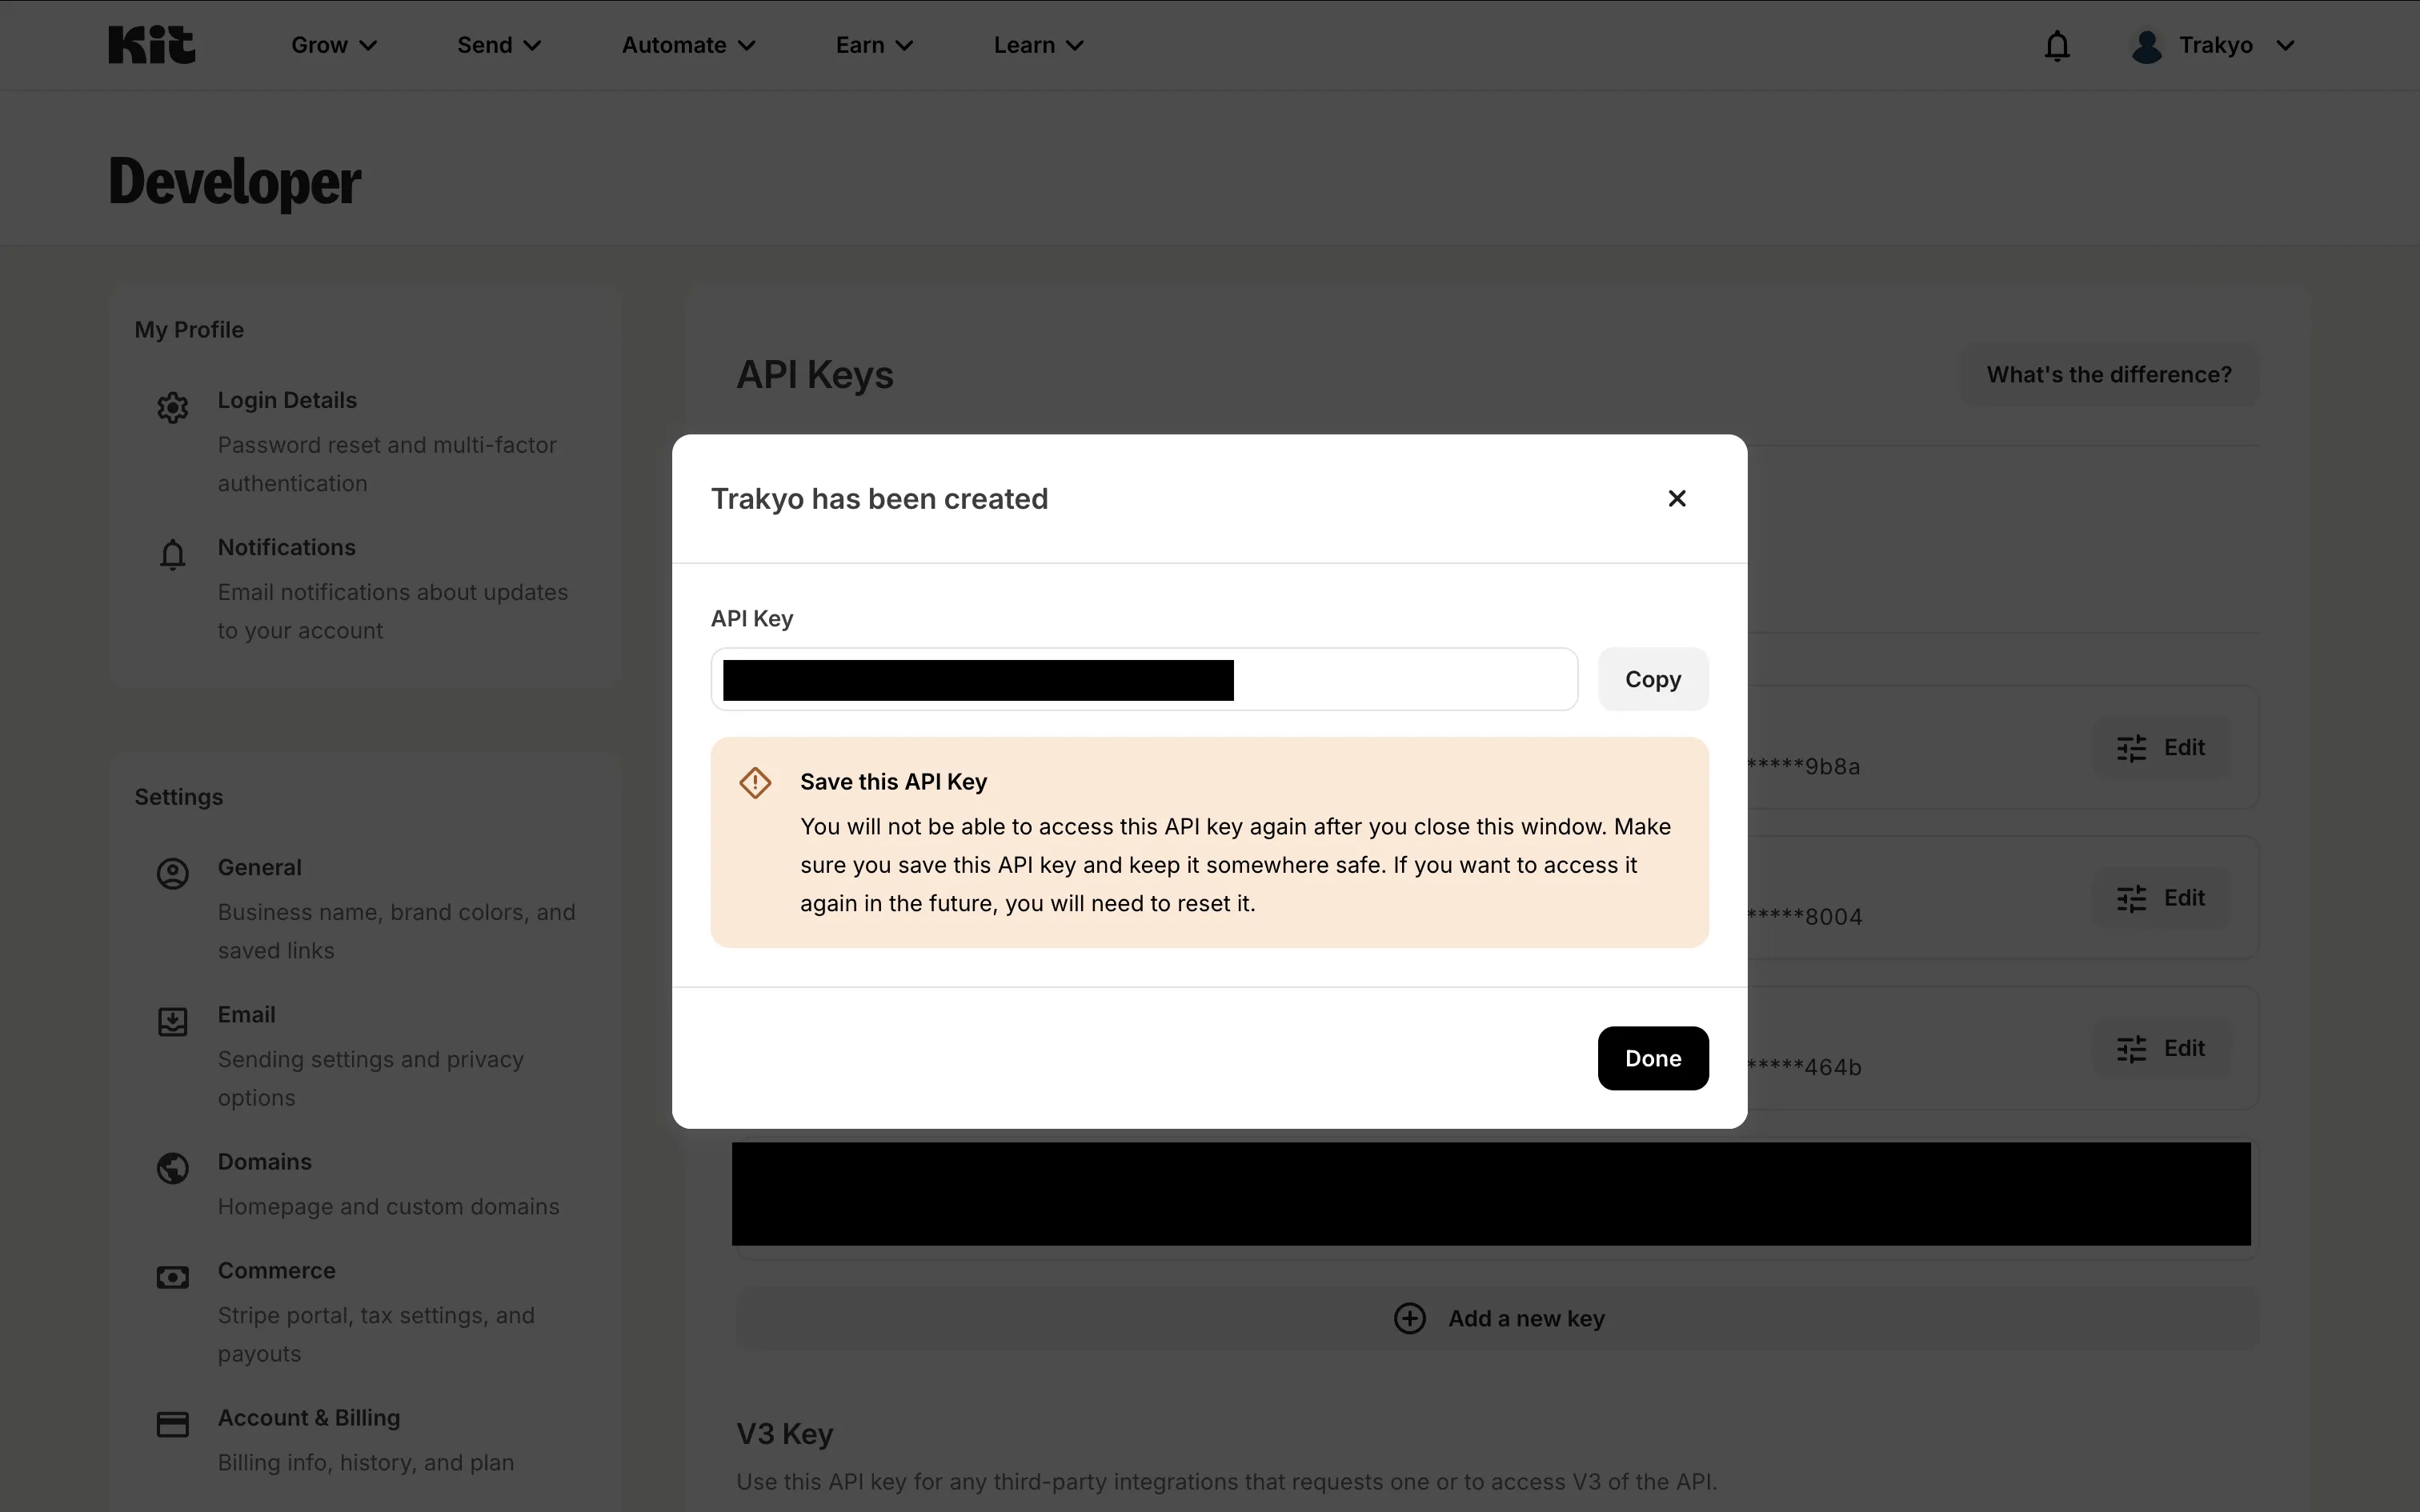 Kit
Grow
Send
Automate
Earn
Learn
Trakyo
Developer
My Profile
Login Details
Password reset and multi-factor
authentication
Notifications
Email notifications about updates
to your account
Settings
General
Business name, brand colors, and
saved links
Email
Sending settings and privacy
options
Domains
Homepage and custom domains
Commerce
Stripe portal, tax settings, and
payouts
Account & Billing
Billing info, history, and plan
API Keys
What's the difference?
Trakyo has been created
API Key
Copy
Save this API Key
You will not be able to access this API key again after you close this window. Make
sure you save this API key and keep it somewhere safe. If you want to access it
again in the future, you will need to reset it.
Done
*****9b8a
Edit
*****8004
Edit
*****464b
Edit
Add a new key
V3 Key
Use this API key for any third-party integrations that requests one or to access V3 of the API.